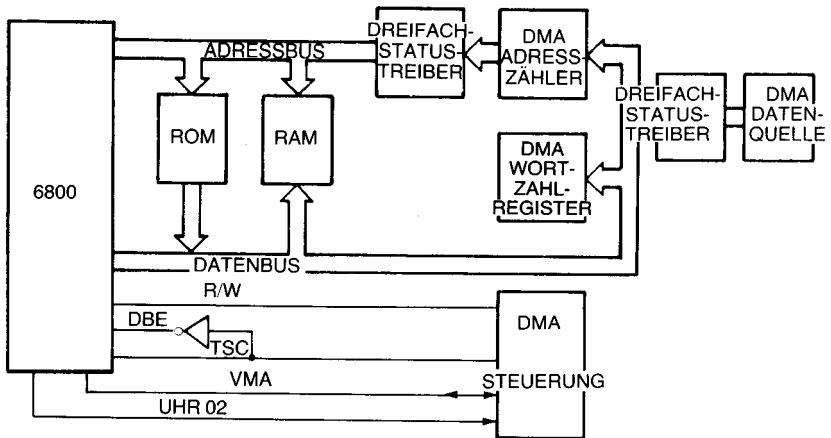 6800
ADRESSBUS
ROM
RAM
DREIFACH-
STATUS-
TREIBER
DMA
ADRESS-
ZÄHLER
DREIFACH-
STATUS-
TREIBER
DMA
DATEN-
QUELLE
DMA
WORT-
ZAHL-
REGISTER
DATENBUS
R/W
DBE
TSC
VMA
UHR 02
DMA
STEUERUNG